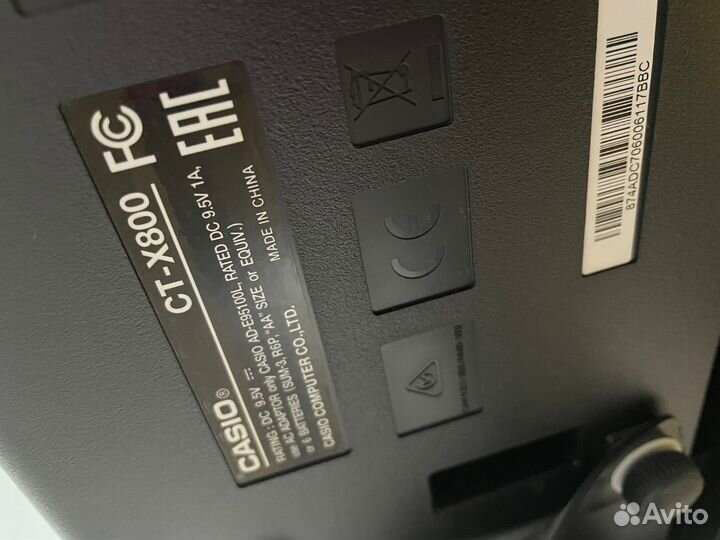 CASIO® CT-X800 FC EAC
RATING: DC 9.5V ⎓
use AC ADAPTOR only CASIO AD-E95100L, RATED DC 9.5V 1A,
or 6 BATTERIES (SUM-3, R6P, "AA" SIZE or EQUIV.)
CASIO COMPUTER CO.,LTD. MADE IN CHINA
CE
874ADC706006117BBC
Avito